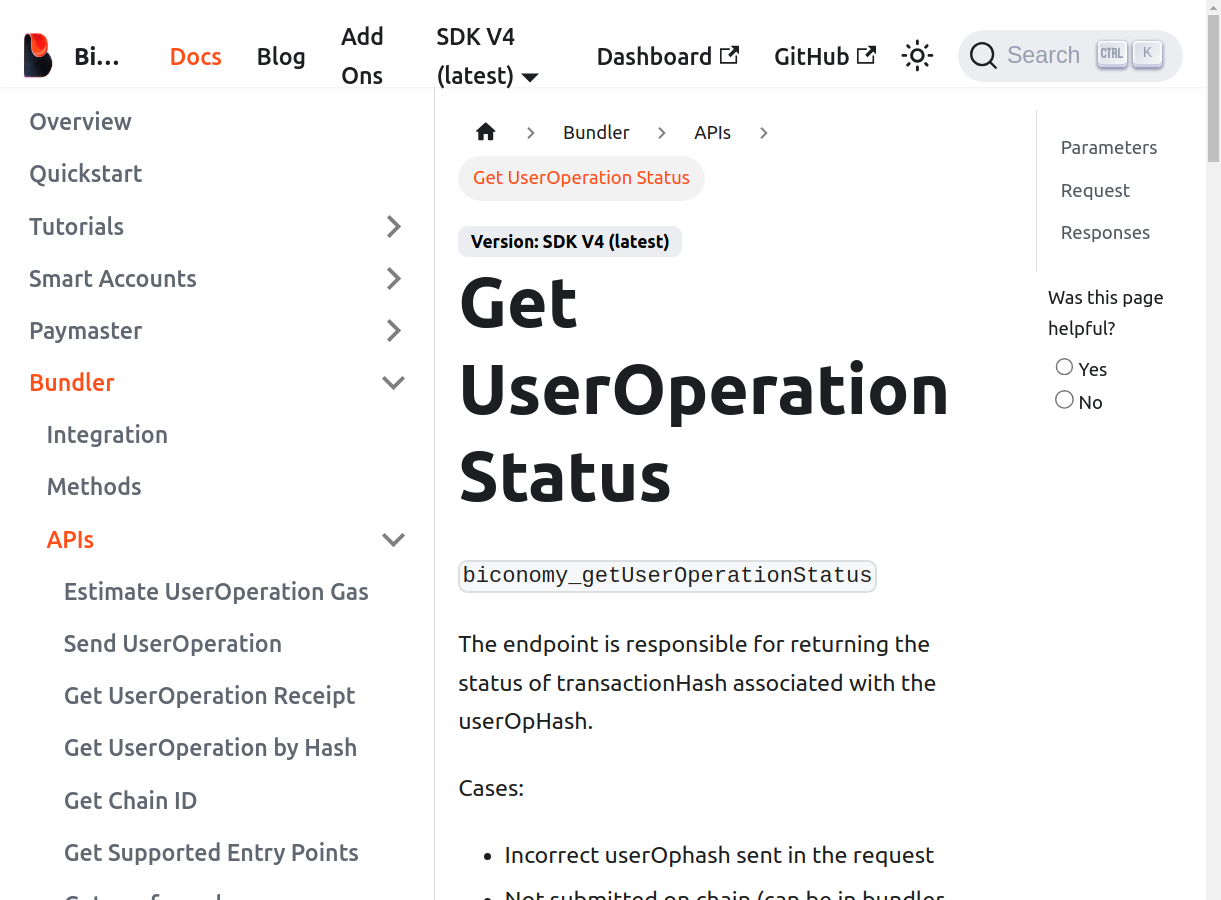 Bi...
Docs
Blog
Add Ons
SDK V4 (latest)
Dashboard
GitHub
Search
CTRL
K
Overview
Quickstart
Tutorials
Smart Accounts
Paymaster
Bundler
Integration
Methods
APIs
Estimate UserOperation Gas
Send UserOperation
Get UserOperation Receipt
Get UserOperation by Hash
Get Chain ID
Get Supported Entry Points
Bundler
APIs
Get UserOperation Status
Version: SDK V4 (latest)
Get
UserOperation
Status
biconomy_getUserOperationStatus
The endpoint is responsible for returning the
status of transactionHash associated with the
userOpHash.
Cases:
Incorrect userOphash sent in the request
Not submitted on chain (can be in bundler
Parameters
Request
Responses
Was this page
helpful?
Yes
No